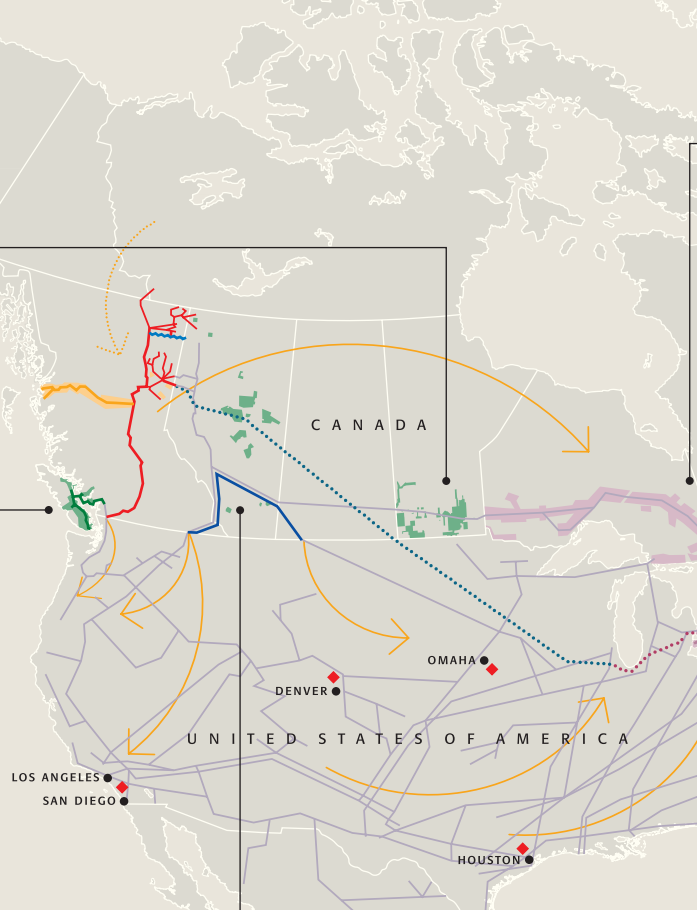 CANADA
OMAHA
DENVER
UNITED STATES OF AMERICA
LOS ANGELES
SAN DIEGO
HOUSTON